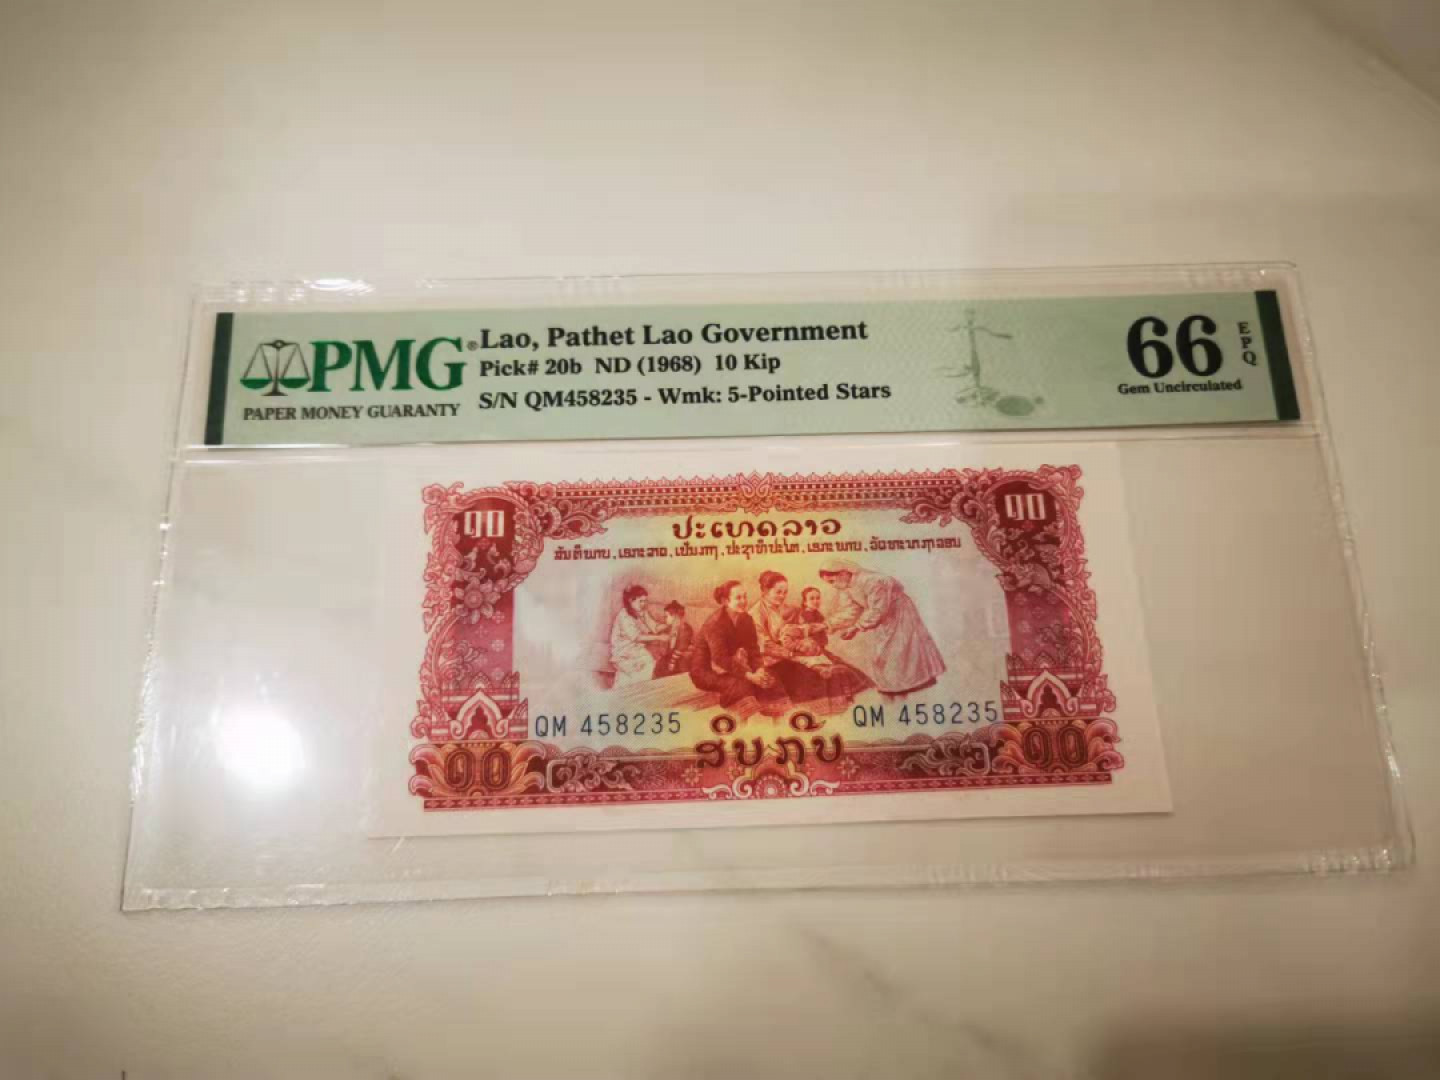 PMG®
PAPER MONEY GUARANTY
Lao, Pathet Lao Government
Pick# 20b ND (1968) 10 Kip
S/N QM458235 - Wmk: 5-Pointed Stars
66
EPQ
Gem Uncirculated
໑໐ ໑໐
ປະເທດລາວ
QM 458235 QM 458235
ສິບກີບ
໑໐ ໑໐